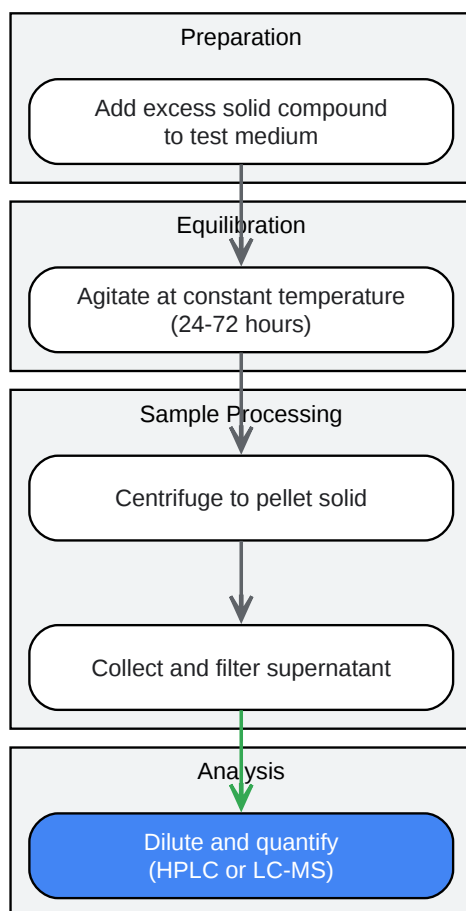 Preparation
Add excess solid compound
to test medium
Equilibration
Agitate at constant temperature
(24-72 hours)
Sample Processing
Centrifuge to pellet solid
Collect and filter supernatant
Analysis
Dilute and quantify
(HPLC or LC-MS)